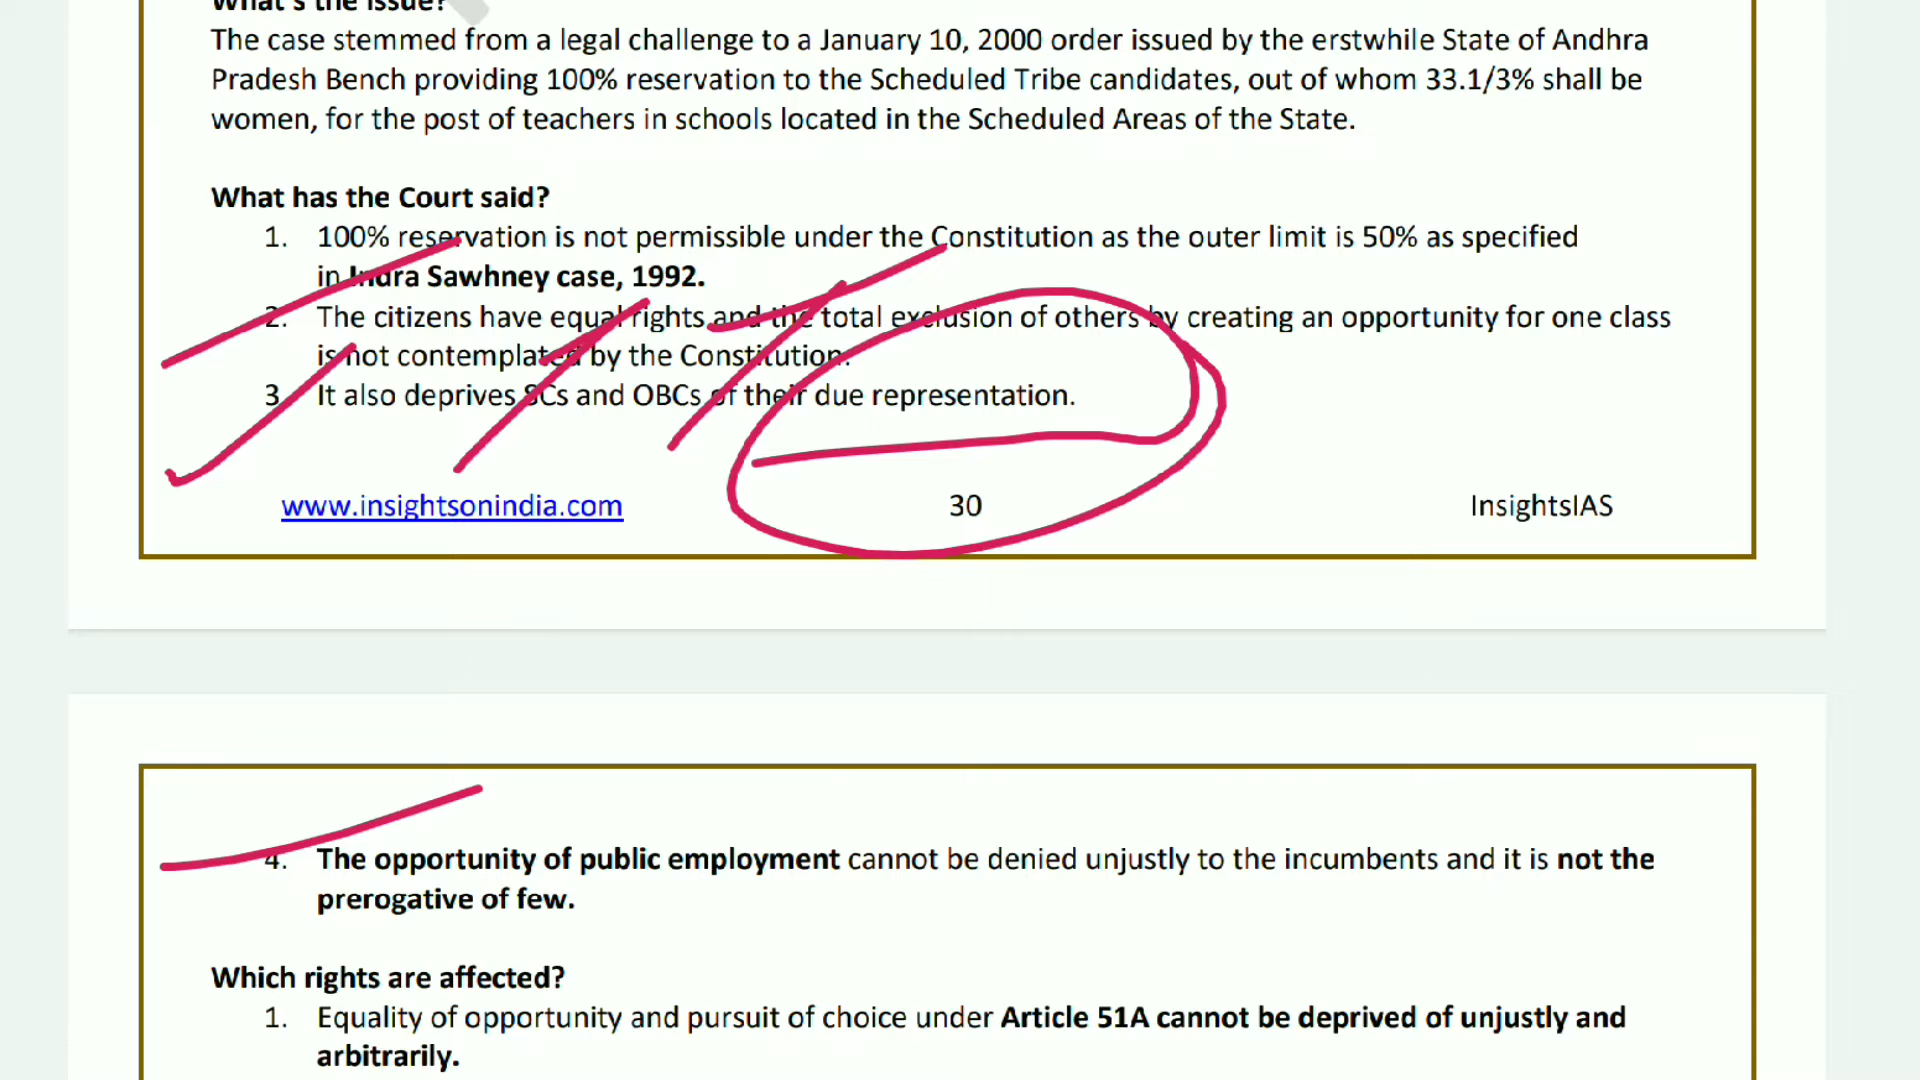 What's the issue?
The case stemmed from a legal challenge to a January 10, 2000 order issued by the erstwhile State of Andhra
Pradesh Bench providing 100% reservation to the Scheduled Tribe candidates, out of whom 33.1/3% shall be
women, for the post of teachers in schools located in the Scheduled Areas of the State.
What has the Court said?
1. 100% reservation is not permissible under the Constitution as the outer limit is 50% as specified
in Indra Sawhney case, 1992.
2. The citizens have equal rights and the total exclusion of others by creating an opportunity for one class
is not contemplated by the Constitution.
3. It also deprives SCs and OBCs of their due representation.
www.insightsonindia.com 30 InsightsIAS
4. The opportunity of public employment cannot be denied unjustly to the incumbents and it is not the
prerogative of few.
Which rights are affected?
1. Equality of opportunity and pursuit of choice under Article 51A cannot be deprived of unjustly and
arbitrarily.